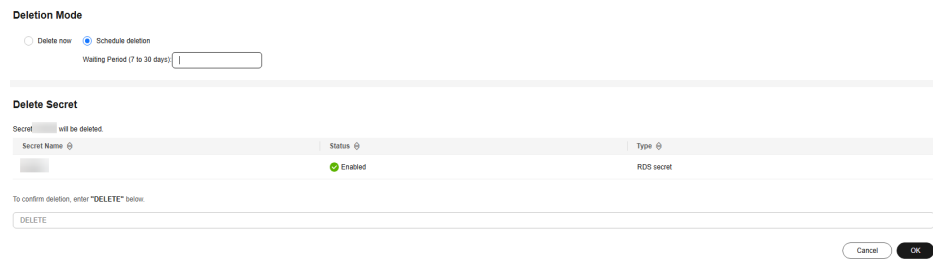 Deletion Mode
Delete now Schedule deletion
Waiting Period (7 to 30 days):
Delete Secret
Secret will be deleted.
Secret Name Status Type
Enabled RDS secret
To confirm deletion, enter "DELETE" below.
DELETE
Cancel OK